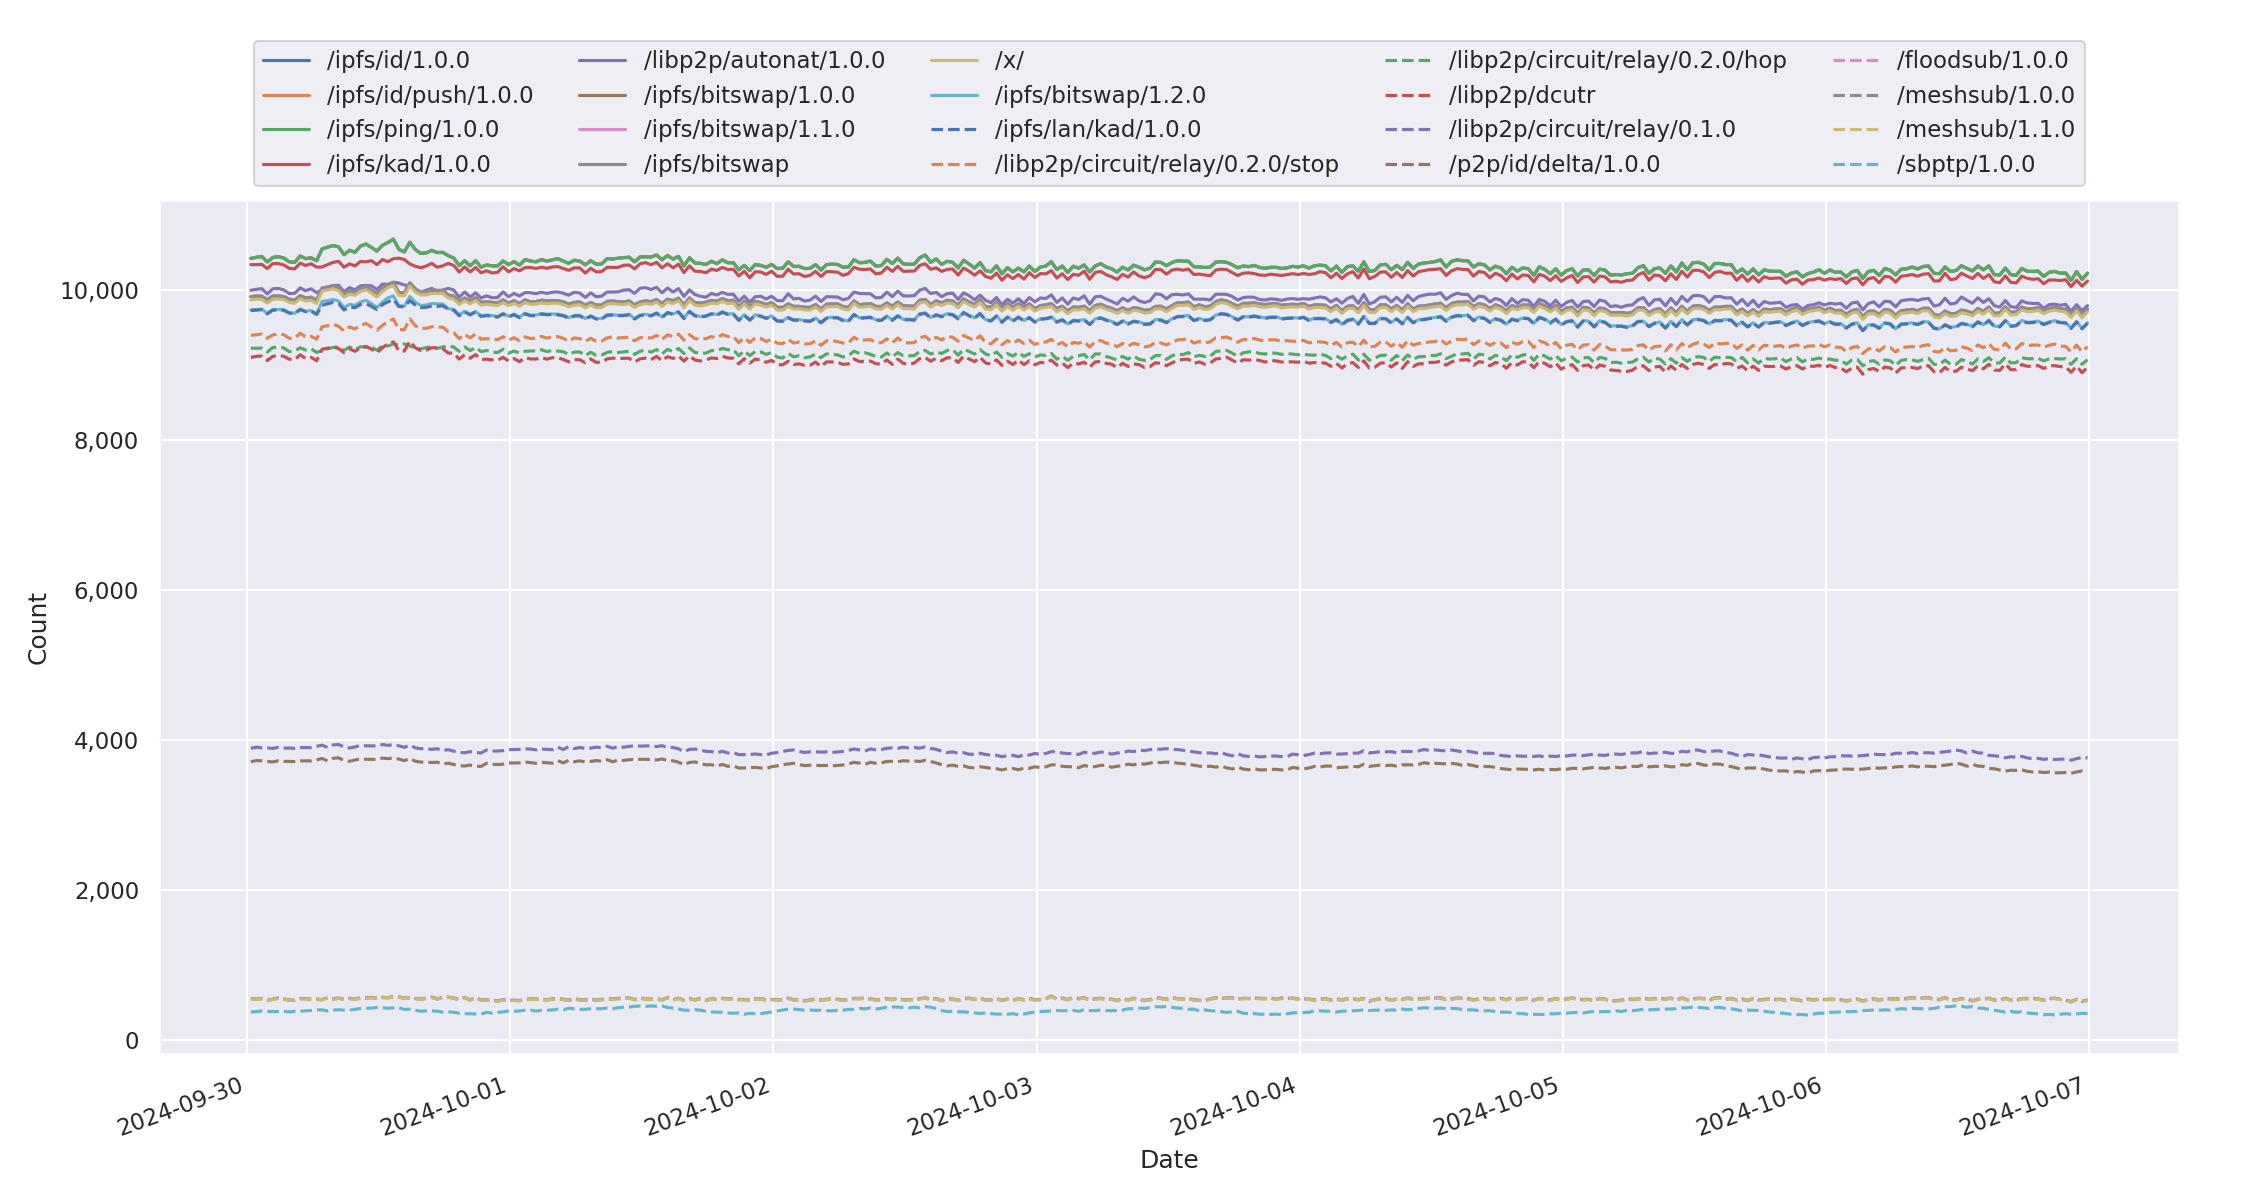 /ipfs/id/1.0.0
/ipfs/id/push/1.0.0
/ipfs/ping/1.0.0
/ipfs/kad/1.0.0
/libp2p/autonat/1.0.0
/ipfs/bitswap/1.0.0
/ipfs/bitswap/1.1.0
/ipfs/bitswap
/x/
/ipfs/bitswap/1.2.0
/ipfs/lan/kad/1.0.0
/libp2p/circuit/relay/0.2.0/stop
/libp2p/circuit/relay/0.2.0/hop
/libp2p/dcutr
/libp2p/circuit/relay/0.1.0
/p2p/id/delta/1.0.0
/floodsub/1.0.0
/meshsub/1.0.0
/meshsub/1.1.0
/sbptp/1.0.0
10,000
8,000
6,000
4,000
2,000
0
Count
2024-09-30
2024-10-01
2024-10-02
2024-10-03
2024-10-04
2024-10-05
2024-10-06
2024-10-07
Date